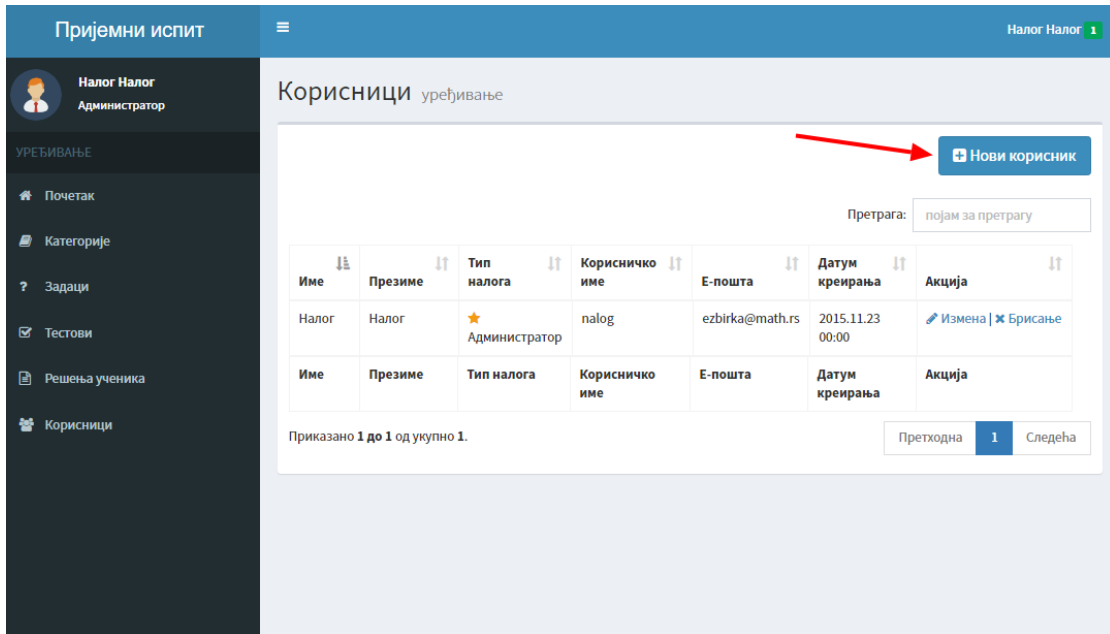 Пријемни испит
Налог Налог 1
Налог Налог
Администратор
УРЕЂИВАЊЕ
Почетак
Категорије
? Задаци
Тестови
Решења ученика
Корисници
Корисници уређивање
Нови корисник
Претрага: појам за претрагу
Име Презиме Тип налога Корисничко име Е-пошта Датум креирања Акција
Налог Налог Администратор nalog ezbirka@math.rs 2015.11.23 00:00 Измена | Брисање
Име Презиме Тип налога Корисничко име Е-пошта Датум креирања Акција
Приказано 1 до 1 од укупно 1.
Претходна 1 Следећа